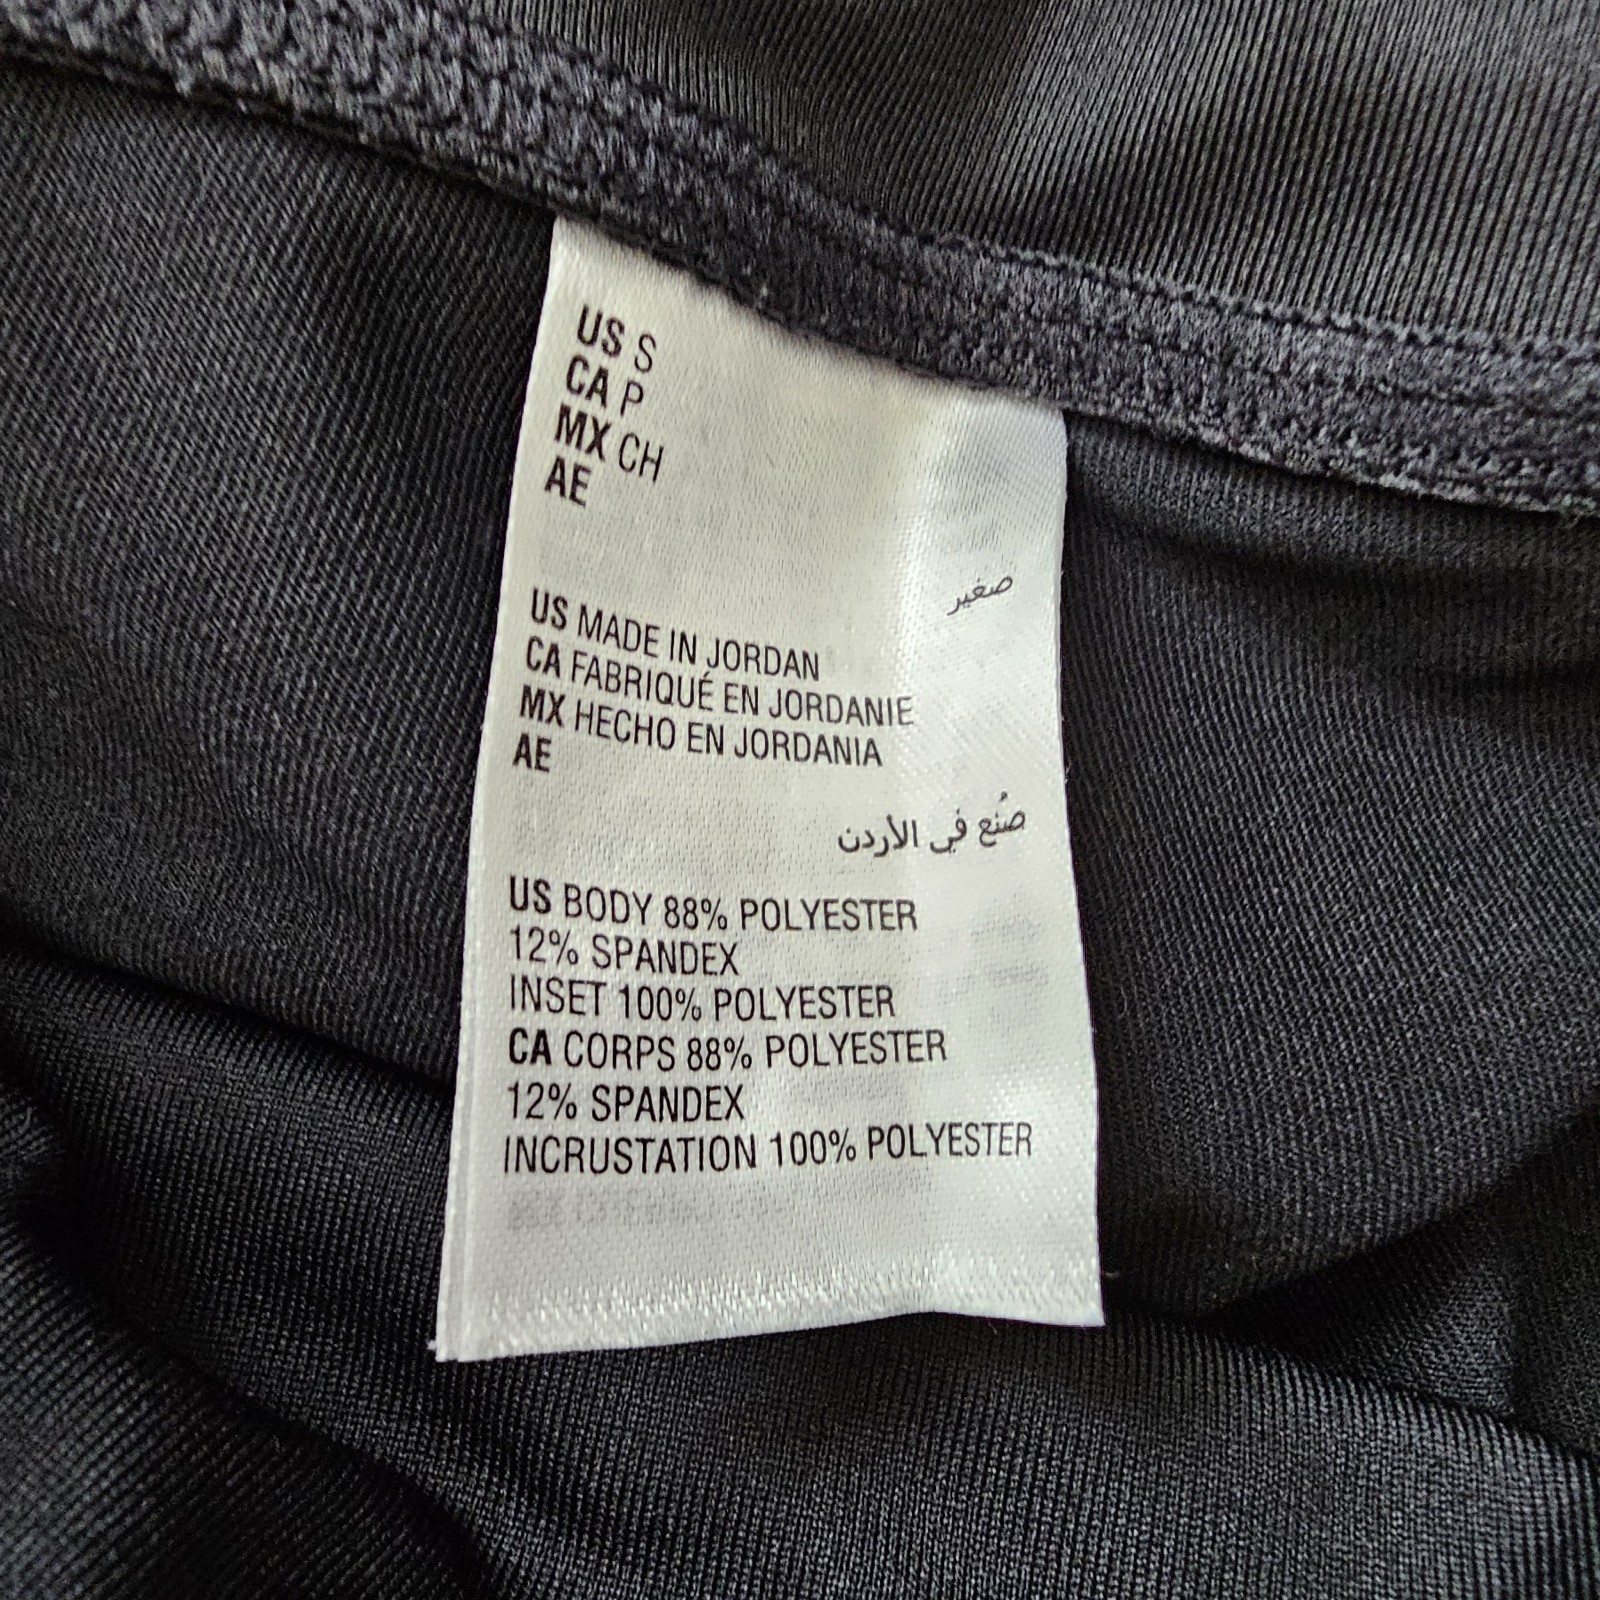 US S
CA P
MX CH
AE
صغير
US MADE IN JORDAN
CA FABRIQUÉ EN JORDANIE
MX HECHO EN JORDANIA
AE
صُنع في الأردن
US BODY 88% POLYESTER
12% SPANDEX
INSET 100% POLYESTER
CA CORPS 88% POLYESTER
12% SPANDEX
INCRUSTATION 100% POLYESTER